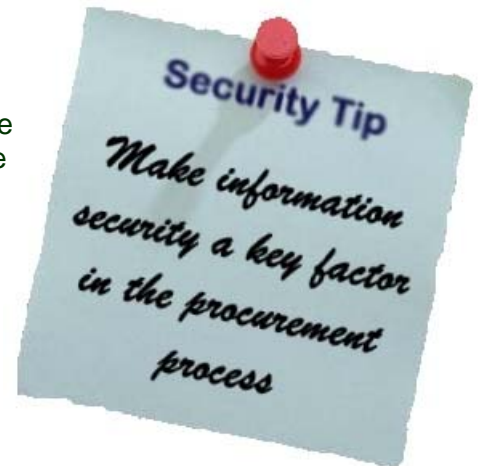 e
e
Security Tip
Make information
security a key factor
in the procurement
process